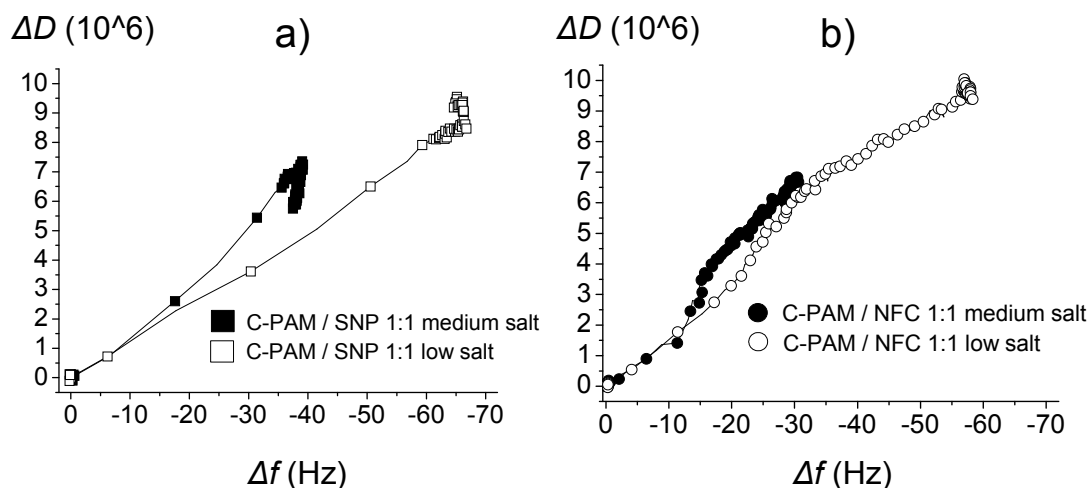 ΔD (10^6)
a)
10
9
8
7
6
5
4
3
2
1
0
C-PAM / SNP 1:1 medium salt
C-PAM / SNP 1:1 low salt
0 -10 -20 -30 -40 -50 -60 -70
Δf (Hz)
ΔD (10^6)
b)
10
9
8
7
6
5
4
3
2
1
0
C-PAM / NFC 1:1 medium salt
C-PAM / NFC 1:1 low salt
0 -10 -20 -30 -40 -50 -60 -70
Δf (Hz)